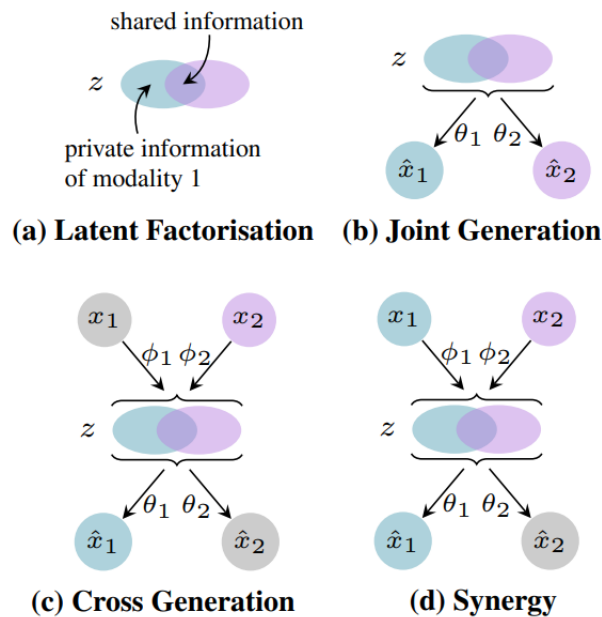 shared information
z
private information
of modality 1
(a) Latent Factorisation
z
θ₁ θ₂
x̂₁ x̂₂
(b) Joint Generation
x₁ x₂
ϕ₁ ϕ₂
z
θ₁ θ₂
x̂₁ x̂₂
(c) Cross Generation
x₁ x₂
ϕ₁ ϕ₂
z
θ₁ θ₂
x̂₁ x̂₂
(d) Synergy